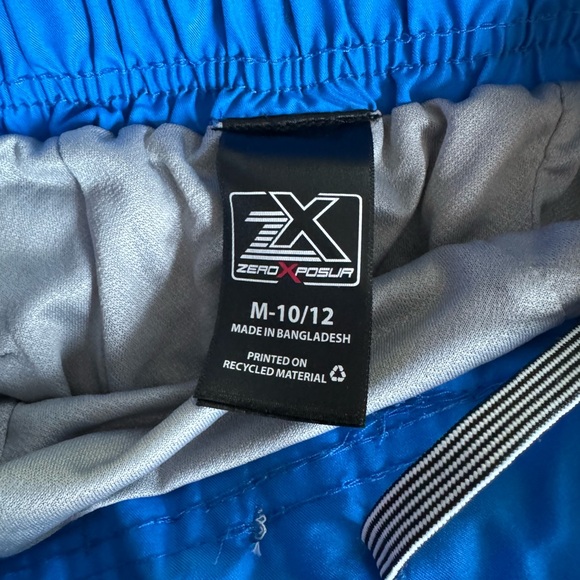 ZX
ZEROXPOSUR
M-10/12
MADE IN BANGLADESH
PRINTED ON
RECYCLED MATERIAL